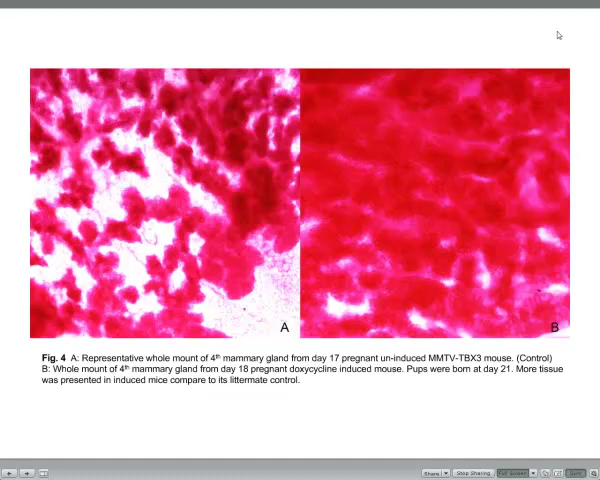 A
B
Fig. 4 A: Representative whole mount of 4th mammary gland from day 17 pregnant un-induced MMTV-TBX3 mouse. (Control)
B: Whole mount of 4th mammary gland from day 18 pregnant doxycycline induced mouse. Pups were born at day 21. More tissue
was presented in induced mice compare to its littermate control.
Share
Stop Sharing
Full Screen
Sync